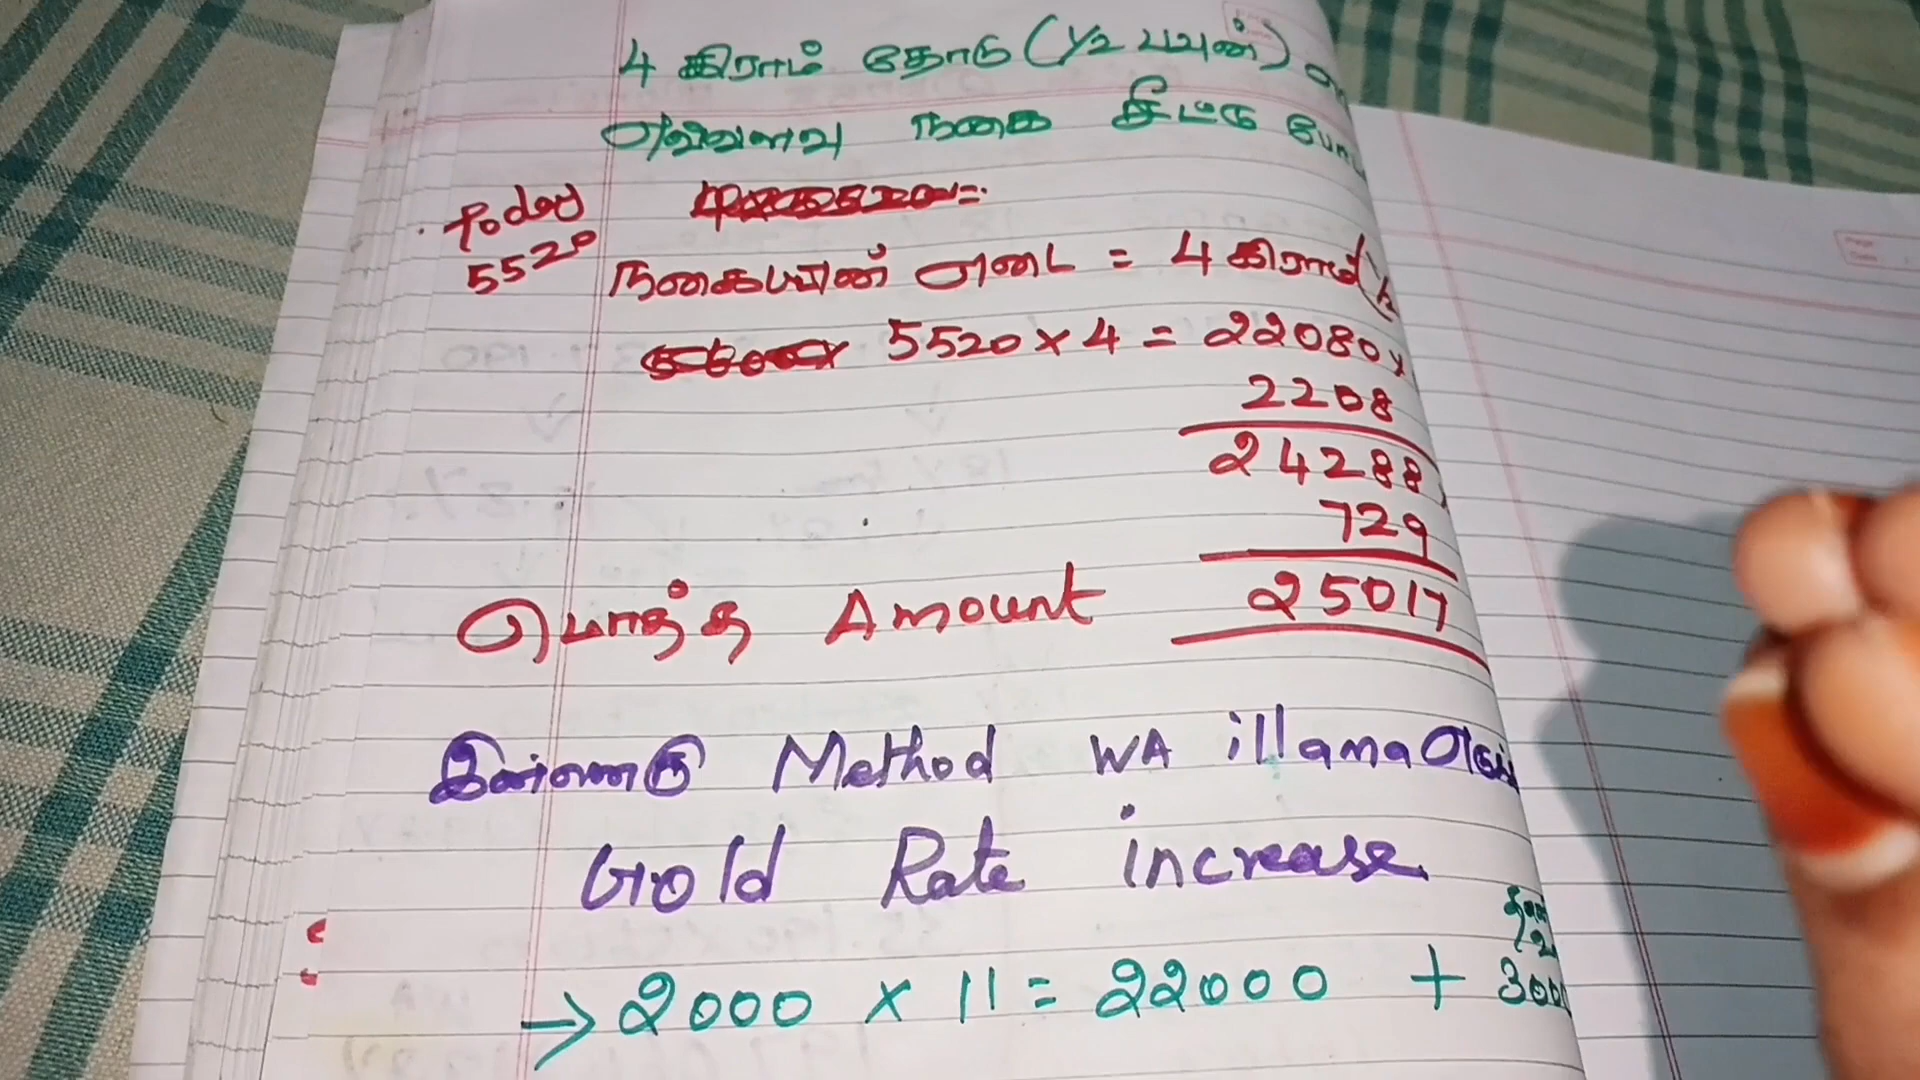 4 கிராம் தோடு (1/2 பவுன்)
எவ்வளவு நகை சீட்டு
Today
5520
நகையின் எடை = 4 கிராம்
5520 x 4 = 22080
2208
24288
729
மொத்த Amount 25017
இன்னொரு Method WA illama
Gold Rate increase
→ 2000 x 11 = 22000 + 3000